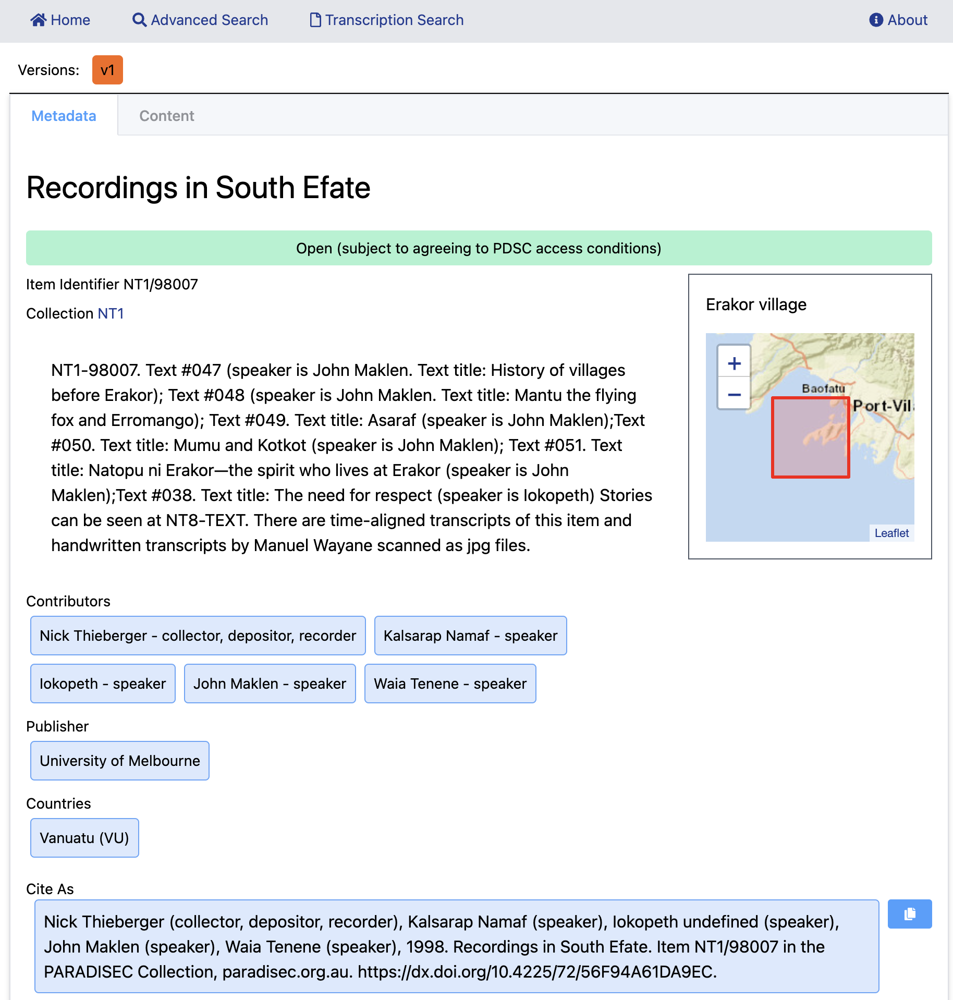 Home Advanced Search Transcription Search About
Versions: v1
Metadata Content
Recordings in South Efate
Open (subject to agreeing to PDSC access conditions)
Item Identifier NT1/98007
Collection NT1
NT1-98007. Text #047 (speaker is John Maklen. Text title: History of villages
before Erakor); Text #048 (speaker is John Maklen. Text title: Mantu the flying
fox and Erromango); Text #049. Text title: Asaraf (speaker is John Maklen);Text
#050. Text title: Mumu and Kotkot (speaker is John Maklen); Text #051. Text
title: Natopu ni Erakor—the spirit who lives at Erakor (speaker is John
Maklen);Text #038. Text title: The need for respect (speaker is Iokopeth) Stories
can be seen at NT8-TEXT. There are time-aligned transcripts of this item and
handwritten transcripts by Manuel Wayane scanned as jpg files.
Erakor village
+
−
Baofatu
Port-Vil
Leaflet
Contributors
Nick Thieberger - collector, depositor, recorder Kalsarap Namaf - speaker
Iokopeth - speaker John Maklen - speaker Waia Tenene - speaker
Publisher
University of Melbourne
Countries
Vanuatu (VU)
Cite As
Nick Thieberger (collector, depositor, recorder), Kalsarap Namaf (speaker), Iokopeth undefined (speaker),
John Maklen (speaker), Waia Tenene (speaker), 1998. Recordings in South Efate. Item NT1/98007 in the
PARADISEC Collection, paradisec.org.au. https://dx.doi.org/10.4225/72/56F94A61DA9EC.